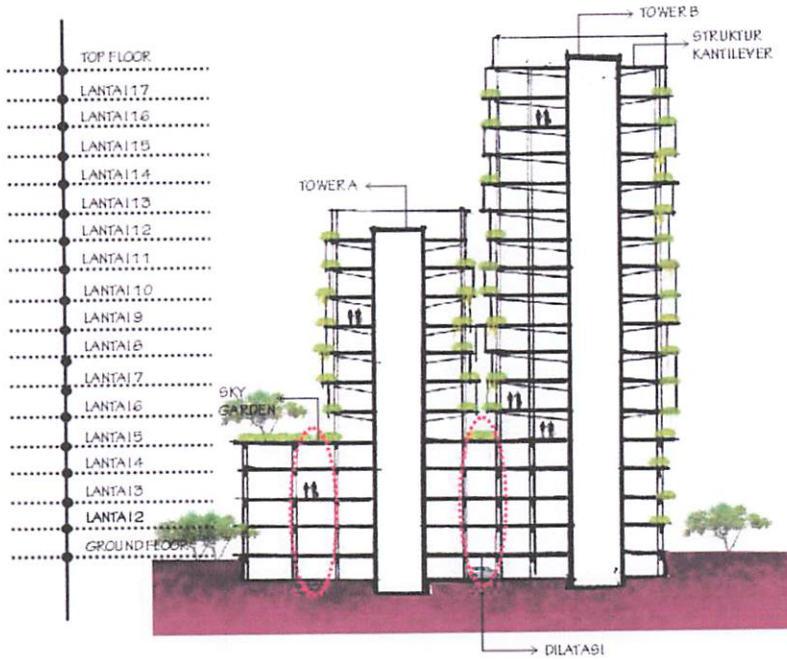 TOWER B
STRUKTUR
KANTILEVER
TOP FLOOR
LANTAI 17
LANTAI 16
LANTAI 15
LANTAI 14
LANTAI 13
LANTAI 12
LANTAI 11
LANTAI 10
LANTAI 9
LANTAI 8
LANTAI 7
LANTAI 6
LANTAI 5
LANTAI 4
LANTAI 3
LANTAI 2
GROUND FLOOR
TOWER A
SKY
GARDEN
DILATASI